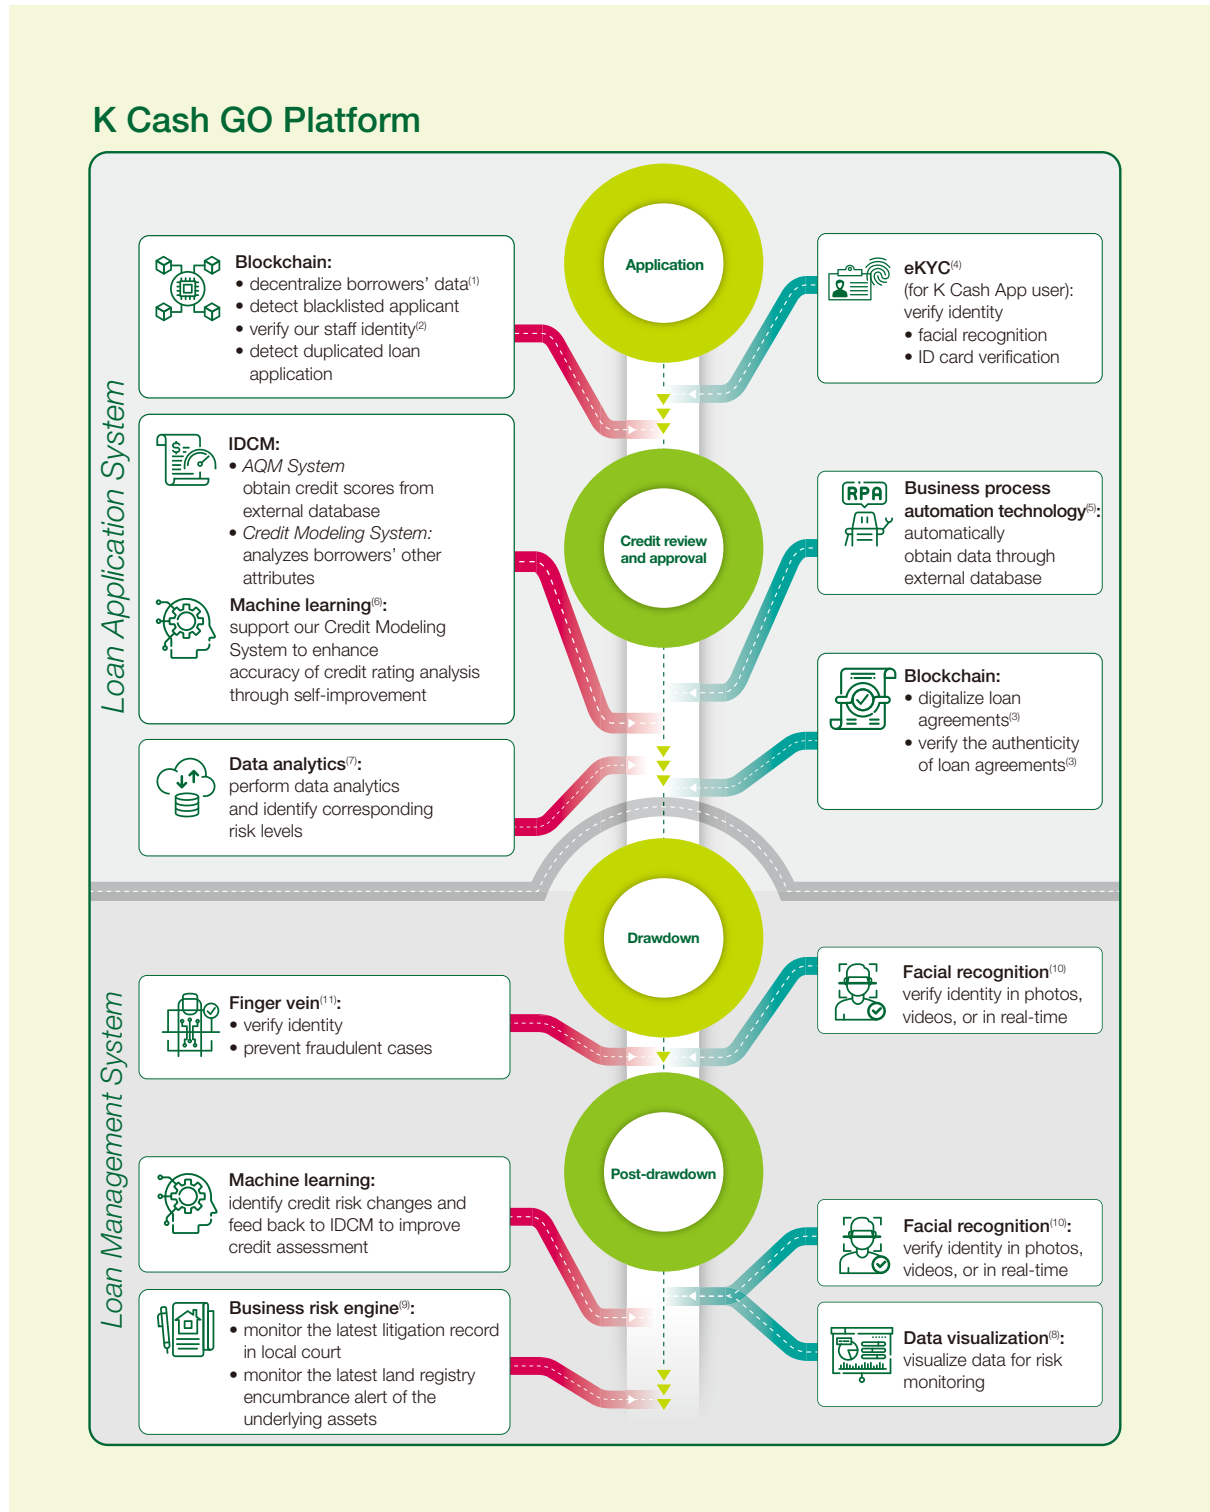 K Cash GO Platform
Loan Application System
Application
Blockchain:
• decentralize borrowers’ data(1)
• detect blacklisted applicant
• verify our staff identity(2)
• detect duplicated loan
application
eKYC(4)
(for K Cash App user):
verify identity
• facial recognition
• ID card verification
IDCM:
• AQM System
obtain credit scores from
external database
• Credit Modeling System:
analyzes borrowers’ other
attributes
Machine learning(6):
support our Credit Modeling
System to enhance
accuracy of credit rating analysis
through self-improvement
Credit review
and approval
RPA
Business process
automation technology(5):
automatically
obtain data through
external database
Blockchain:
• digitalize loan
agreements(3)
• verify the authenticity
of loan agreements(3)
Data analytics(7):
perform data analytics
and identify corresponding
risk levels
Loan Management System
Drawdown
Finger vein(11):
• verify identity
• prevent fraudulent cases
Facial recognition(10)
verify identity in photos,
videos, or in real-time
Post-drawdown
Machine learning:
identify credit risk changes and
feed back to IDCM to improve
credit assessment
Facial recognition(10):
verify identity in photos,
videos, or in real-time
Business risk engine(9):
• monitor the latest litigation record
in local court
• monitor the latest land registry
encumbrance alert of the
underlying assets
Data visualization(8):
visualize data for risk
monitoring